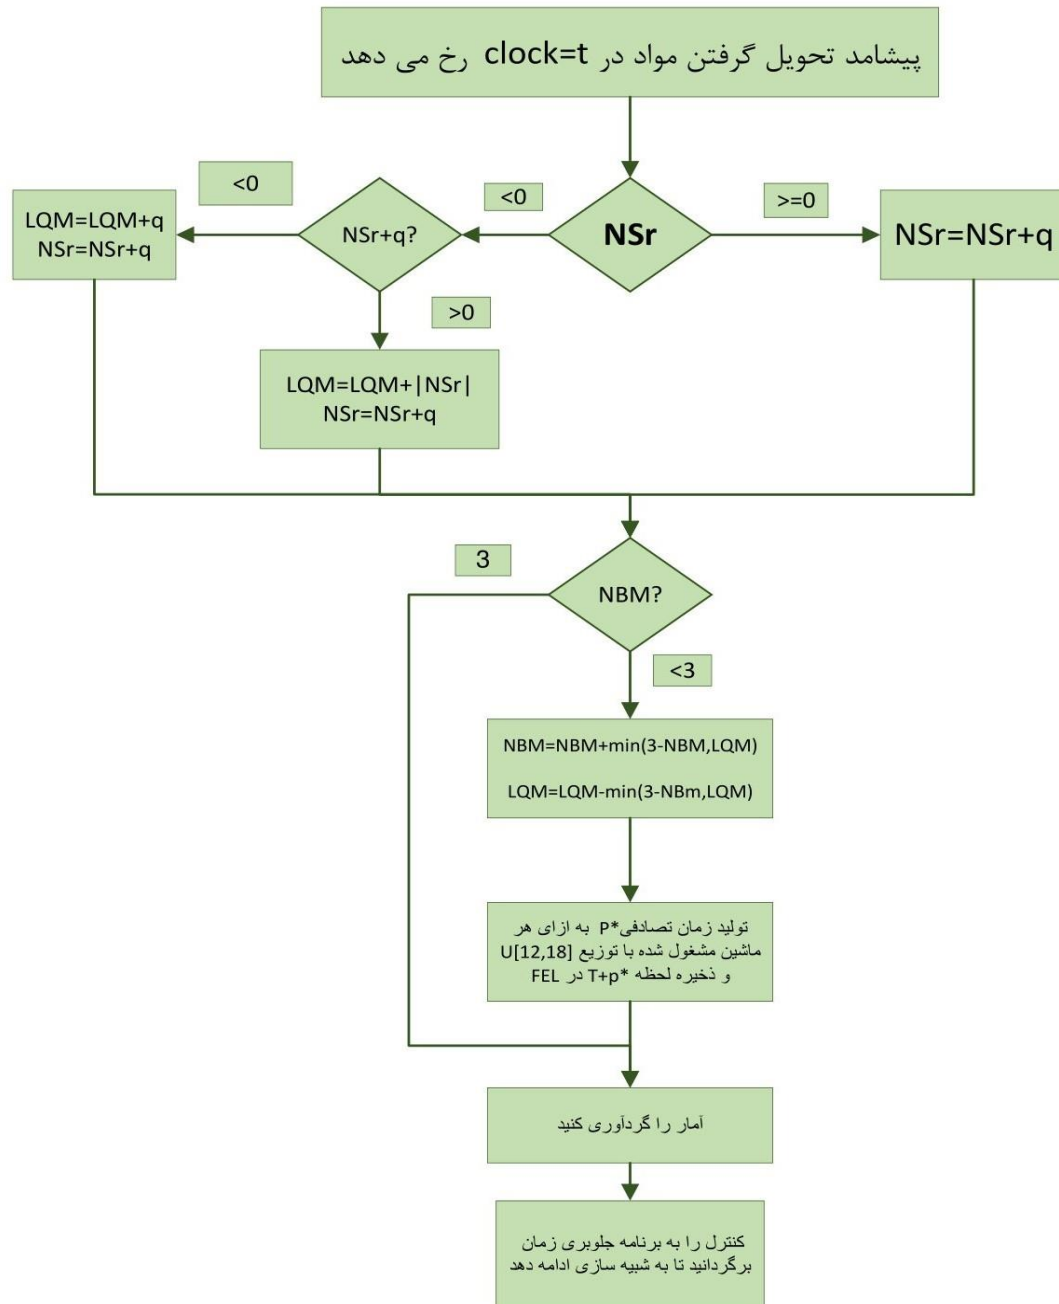 پیشامد تحویل گرفتن مواد در clock=t رخ می دهد
<0
<0
>=0
LQM=LQM+q
NSr=NSr+q
NSr+q?
NSr
NSr=NSr+q
>0
LQM=LQM+|NSr|
NSr=NSr+q
3
NBM?
<3
NBM=NBM+min(3-NBM,LQM)
LQM=LQM-min(3-NBm,LQM)
تولید زمان تصادفی*P به ازای هر
ماشین مشغول شده با توزیع U[12,18]
و ذخیره لحظه *T+p در FEL
آمار را گردآوری کنید
کنترل را به برنامه جلوبری زمان
برگردانید تا به شبیه سازی ادامه دهد